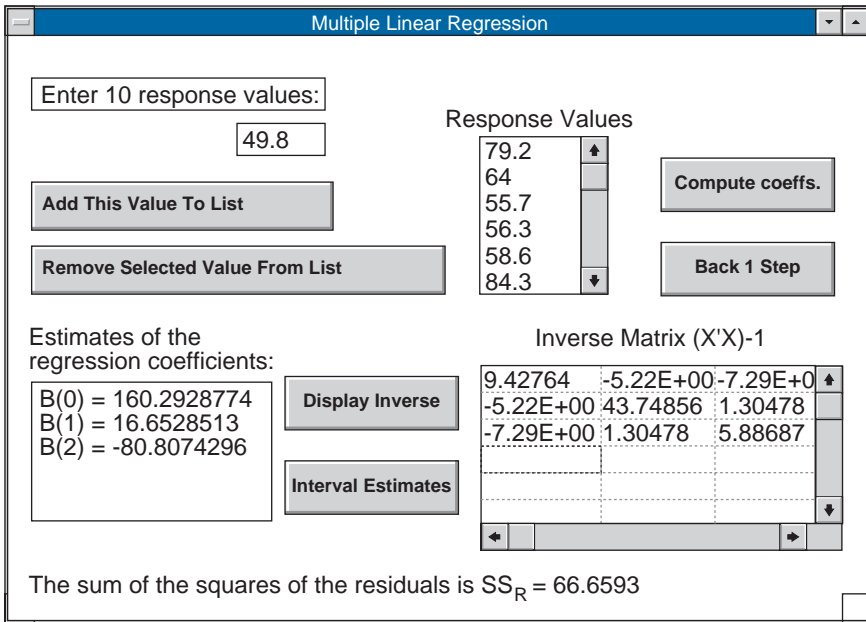 Multiple Linear Regression
Enter 10 response values:
49.8
Add This Value To List
Remove Selected Value From List
Response Values
79.2
64
55.7
56.3
58.6
84.3
Compute coeffs.
Back 1 Step
Estimates of the
regression coefficients:
B(0) = 160.2928774
B(1) = 16.6528513
B(2) = -80.8074296
Display Inverse
Interval Estimates
Inverse Matrix (X'X)-1
9.42764 -5.22E+00 -7.29E+0
-5.22E+00 43.74856 1.30478
-7.29E+00 1.30478 5.88687
The sum of the squares of the residuals is SS_R = 66.6593